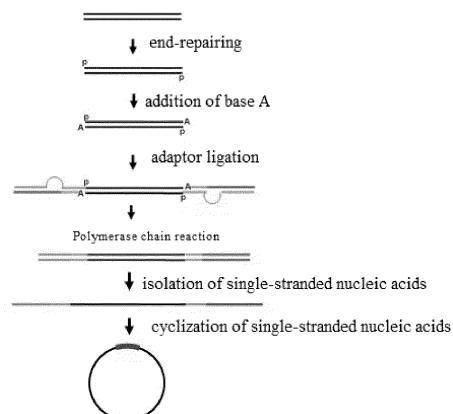 end-repairing
p
p
addition of base A
p
A
A
p
adaptor ligation
p
A
A
p
Polymerase chain reaction
isolation of single-stranded nucleic acids
cyclization of single-stranded nucleic acids